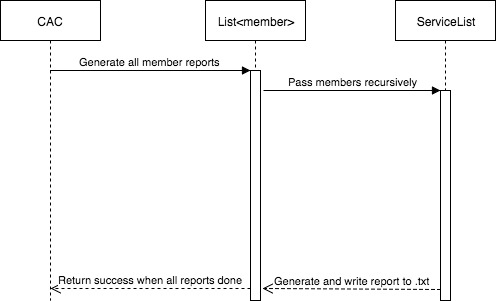 CAC
List<member>
ServiceList
Generate all member reports
Pass members recursively
Return success when all reports done
Generate and write report to .txt